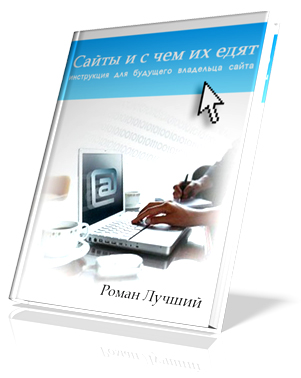 Сайты и с чем их едят
инструкция для будущего владельца сайта
@
Роман Лучший